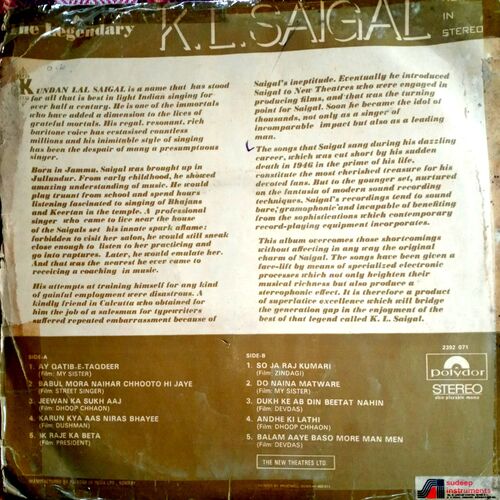 The Legendary
K.L. SAIGAL
IN
STEREO
KUNDAN LAL SAIGAL is a name that has stood
for all that is best in light Indian singing for
over half a century. He is one of the immortals
who have added a dimension to the lives of
grateful mortals. His regal, resonant, rich
baritone voice has ecstasised countless
millions and his inimitable style of singing
has been the despair of many a presumptuous
singer.
Born in Jammu, Saigal was brought up in
Jullundur. From early childhood, he showed
amazing understanding of music. He would
play truant from school and spend hours
listening fascinated to singing of Bhajans
and Keertan in the temple. A professional
singer who came to live near the home
of the Saigals set his innate spark aflame:
forbidden to visit her salon, he would still sneak
close enough to listen to her practicing and
go into raptures. Later, he would emulate her.
And that was the nearest he ever came to
receiving a coaching in music.
His attempts at training himself for any kind
of gainful employment were disastrous. A
kindly friend in Calcutta who obtained for
him the job of a salesman for typewriters
suffered repeated embarrassment because of
Saigal's ineptitude. Eventually he introduced
Saigal to New Theatres who were engaged in
producing films, and that was the turning
point for Saigal. Soon he became the idol of
thousands, not only as a singer of
incomparable impact but also as a leading
man.
The songs that Saigal sang during his dazzling
career, which was cut short by his sudden
death in 1946 in the prime of his life,
constitute the most cherished treasure for his
devoted fans. But to the younger set, nurtured
on the fantasia of modern sound recording
techniques, Saigal's recordings tend to sound
bare, 'gramophonic' and incapable of benefiting
from the sophistications which contemporary
record-playing equipment incorporates.
This album overcomes those shortcomings
without affecting in any way the original
charm of Saigal. The songs have been given a
face-lift by means of specialized electronic
processes which not only heighten their
musical richness but also produce a
stereophonic effect. It is therefore a product
of superlative excellence which will bridge
the generation gap in the enjoyment of the
best of that legend called K. L. Saigal.
SIDE-A
1. AY QATIB-E-TAQDEER
(Film: MY SISTER)
2. BABUL MORA NAIHAR CHHOOTO HI JAYE
(Film: STREET SINGER)
3. JEEWAN KA SUKH AAJ
(Film: DHOOP CHHAON)
4. KARUN KYA AAS NIRAS BHAYEE
(Film: DUSHMAN)
5. IK RAJE KA BETA
(Film: PRESIDENT)
SIDE-B
1. SO JA RAJ KUMARI
(Film: ZINDAGI)
2. DO NAINA MATWARE
(Film: MY SISTER)
3. DUKH KE AB DIN BEETAT NAHIN
(Film: DEVDAS)
4. ANDHE KI LATHI
(Film: DHOOP CHHAON)
5. BALAM AAYE BASO MORE MAN MEN
(Film: DEVDAS)
THE NEW THEATRES LTD.
2392 071
Polydor
STEREO
also playable mono
sudeep
instruments